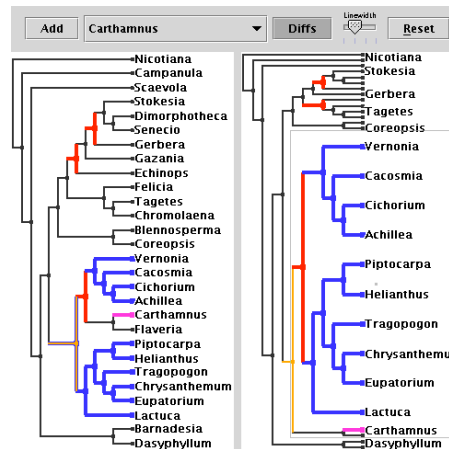 Add Carthamnus Diffs Linewidth Reset
Nicotiana
Campanula
Scaevola
Stokesia
Dimorphotheca
Senecio
Gerbera
Gazania
Echinops
Felicia
Tagetes
Chromolaena
Blennosperma
Coreopsis
Vernonia
Cacosmia
Cichorium
Achillea
Carthamnus
Flaveria
Piptocarpa
Helianthus
Tragopogon
Chrysanthemum
Eupatorium
Lactuca
Barnadesia
Dasyphyllum
Nicotiana
Stokesia
Gerbera
Tagetes
Coreopsis
Vernonia
Cacosmia
Cichorium
Achillea
Piptocarpa
Helianthus
Tragopogon
Chrysanthemu
Eupatorium
Lactuca
Carthamnus
Dasyphyllum